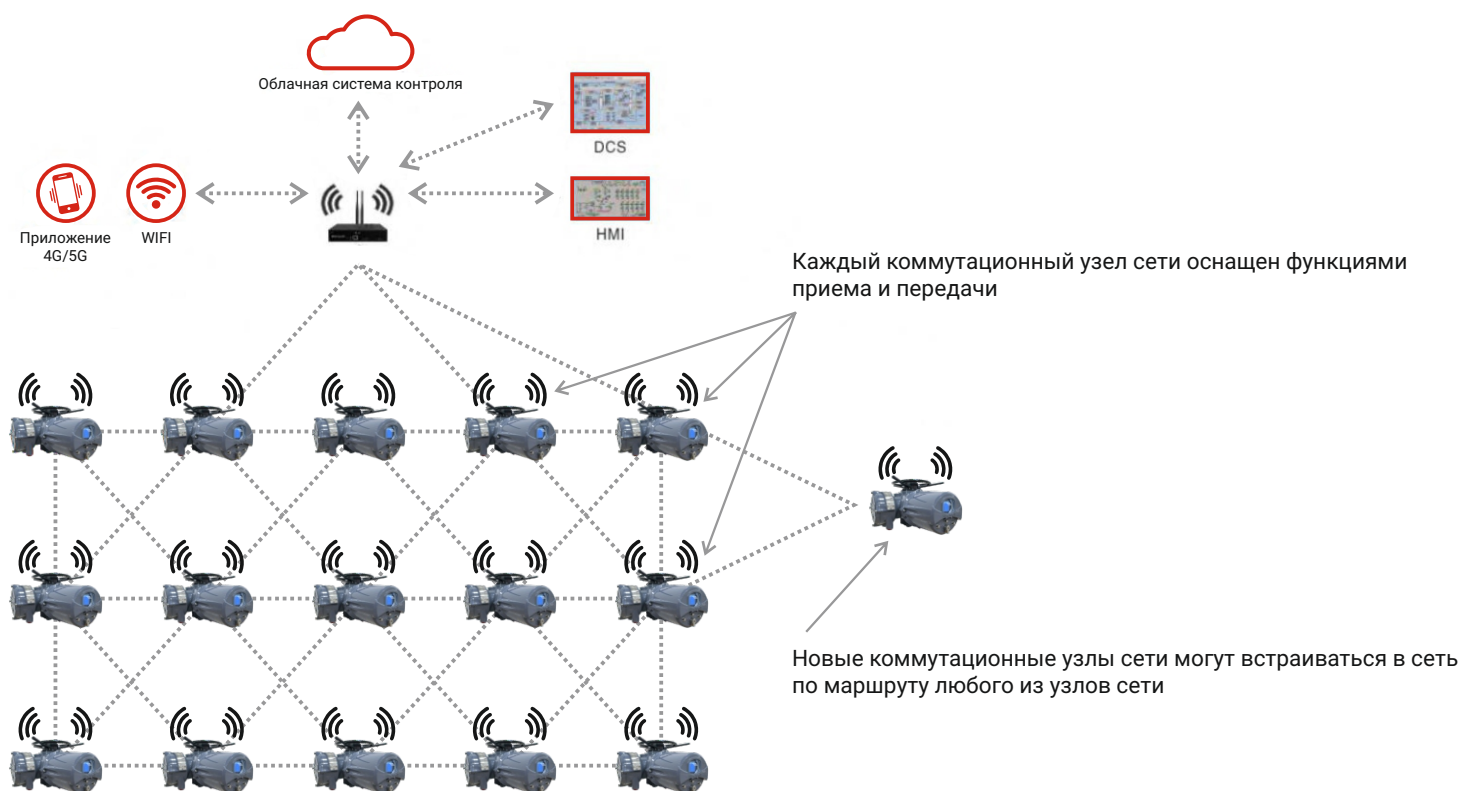 Облачная система контроля
DCS
HMI
Приложение
4G/5G
WIFI
Каждый коммутационный узел сети оснащен функциями
приема и передачи
Новые коммутационные узлы сети могут встраиваться в сеть
по маршруту любого из узлов сети